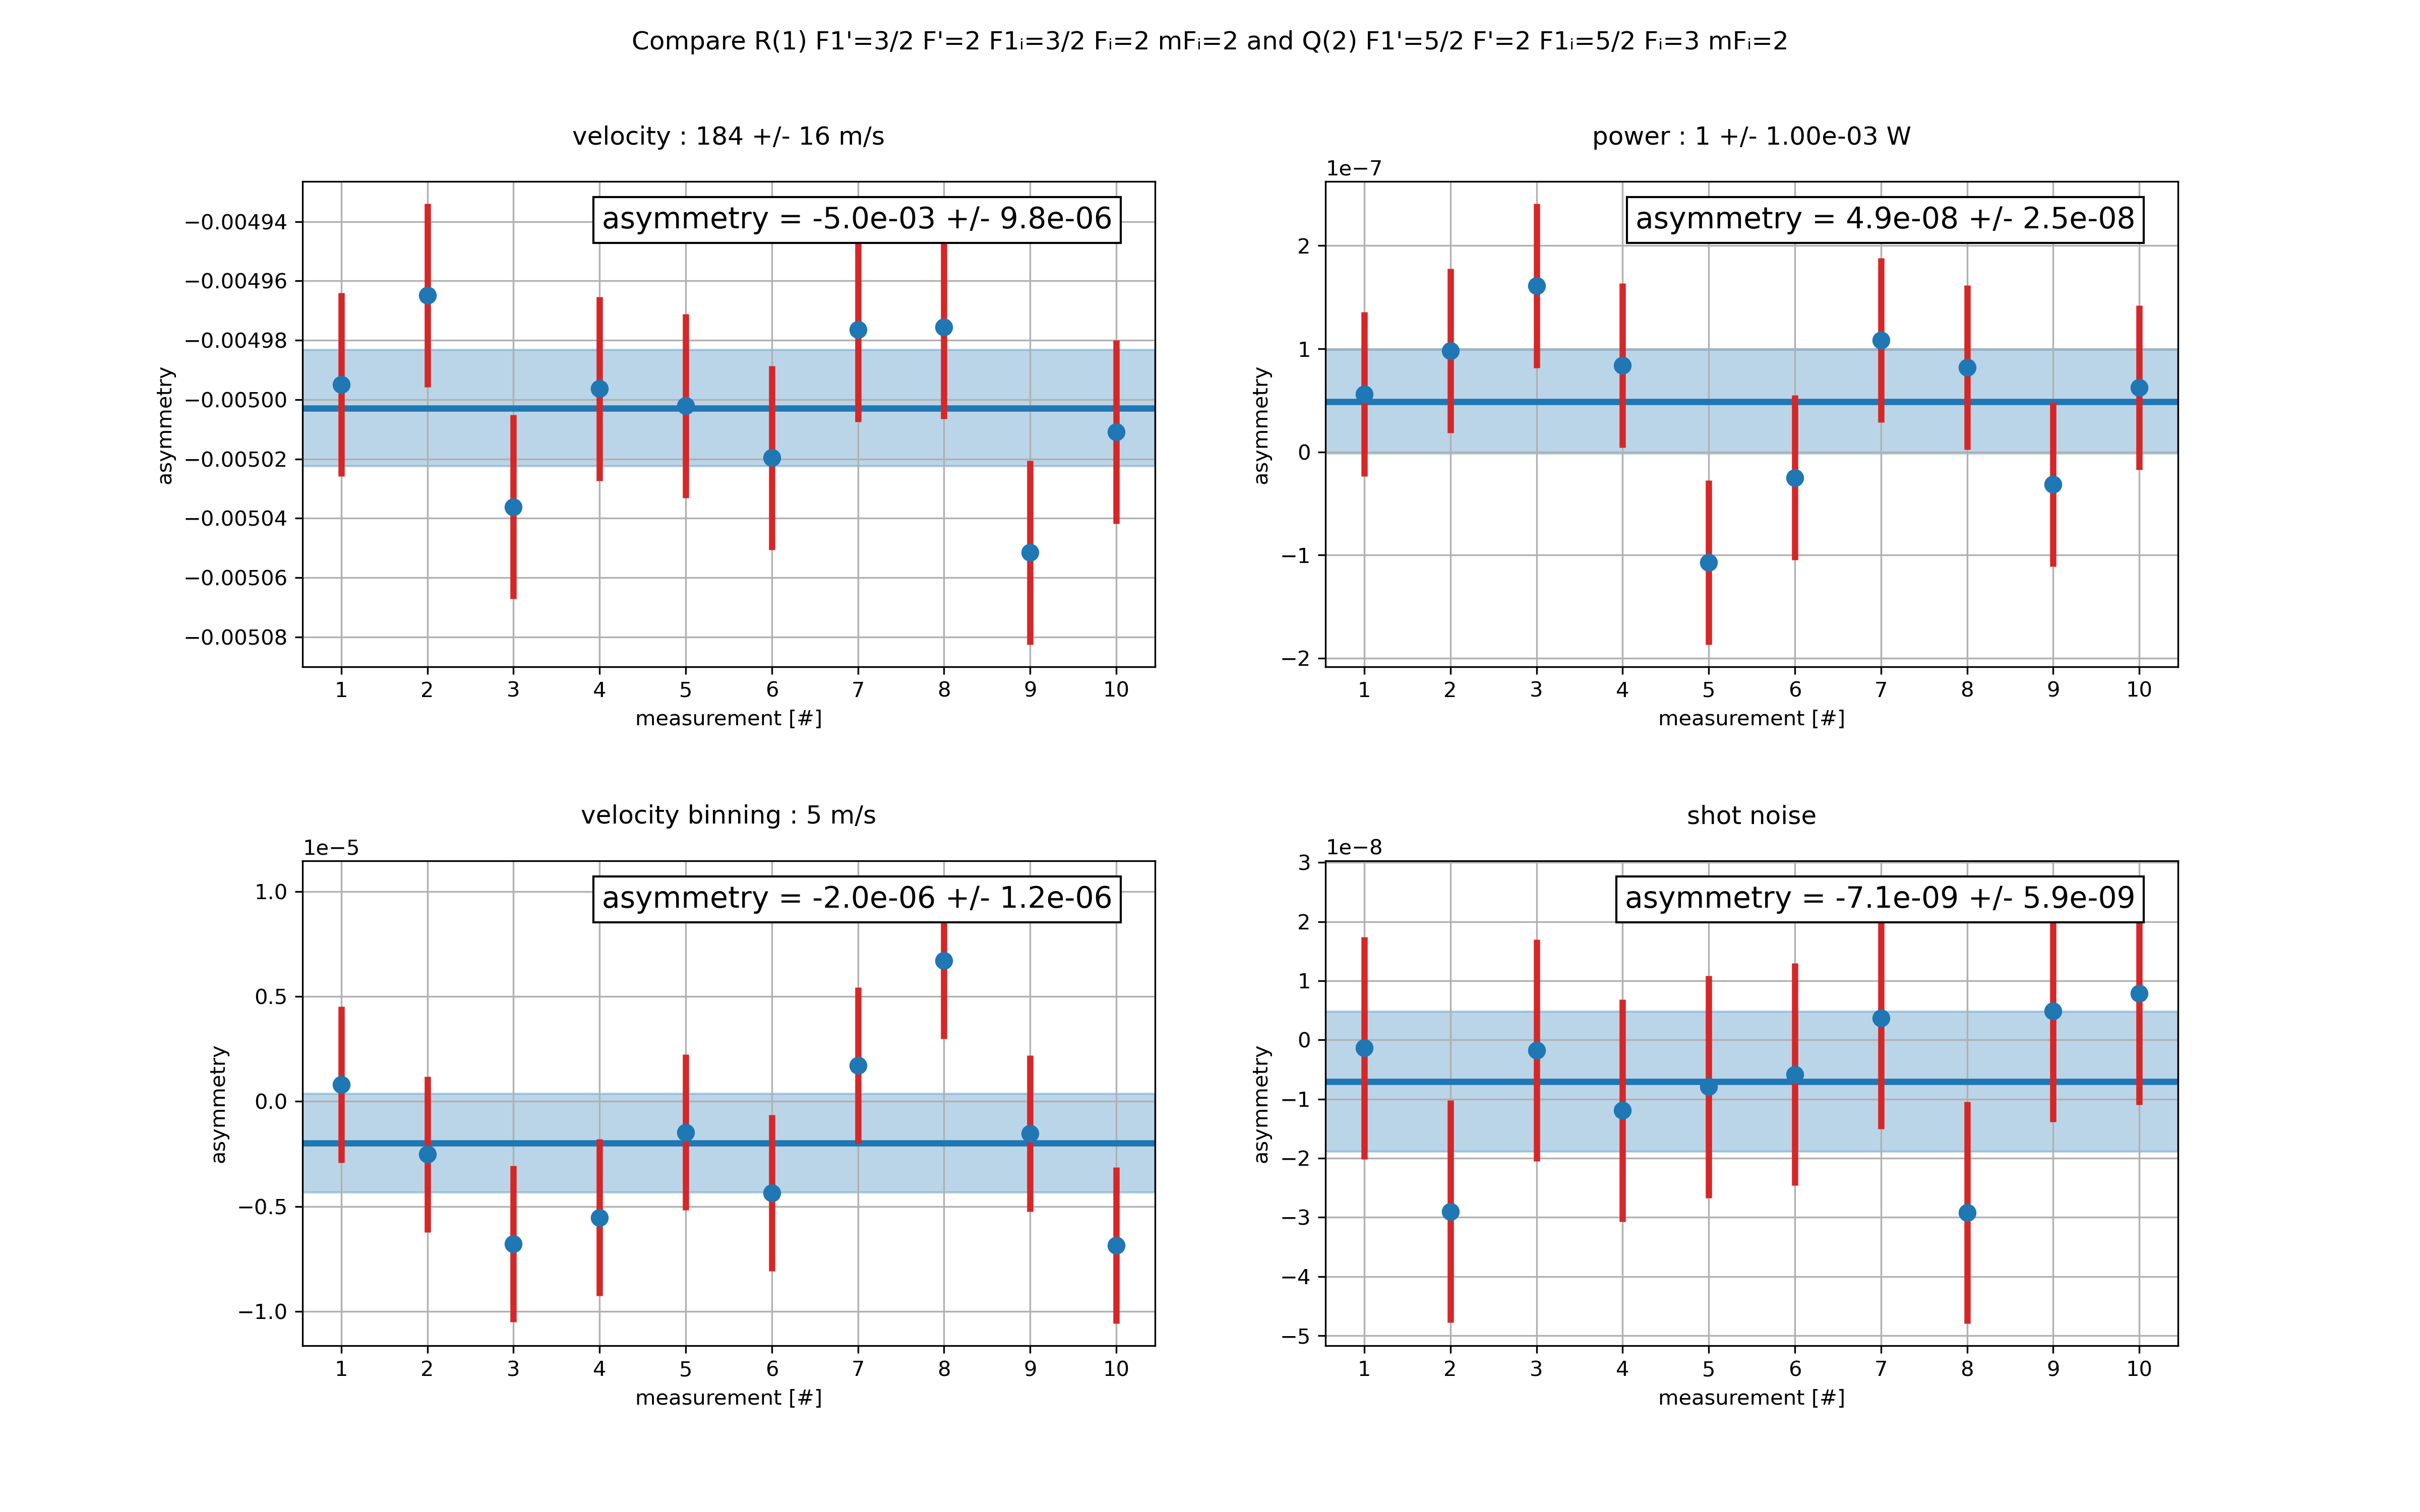 Compare R(1) F1'=3/2 F'=2 F1ᵢ=3/2 Fᵢ=2 mFᵢ=2 and Q(2) F1'=5/2 F'=2 F1ᵢ=5/2 Fᵢ=3 mFᵢ=2
velocity : 184 +/- 16 m/s
asymmetry = -5.0e-03 +/- 9.8e-06
−0.00494
−0.00496
−0.00498
−0.00500
−0.00502
−0.00504
−0.00506
−0.00508
asymmetry
1 2 3 4 5 6 7 8 9 10
measurement [#]
power : 1 +/- 1.00e-03 W
1e−7
asymmetry = 4.9e-08 +/- 2.5e-08
2
1
0
−1
−2
asymmetry
1 2 3 4 5 6 7 8 9 10
measurement [#]
velocity binning : 5 m/s
1e−5
asymmetry = -2.0e-06 +/- 1.2e-06
1.0
0.5
0.0
−0.5
−1.0
asymmetry
1 2 3 4 5 6 7 8 9 10
measurement [#]
shot noise
1e−8
asymmetry = -7.1e-09 +/- 5.9e-09
3
2
1
0
−1
−2
−3
−4
−5
asymmetry
1 2 3 4 5 6 7 8 9 10
measurement [#]